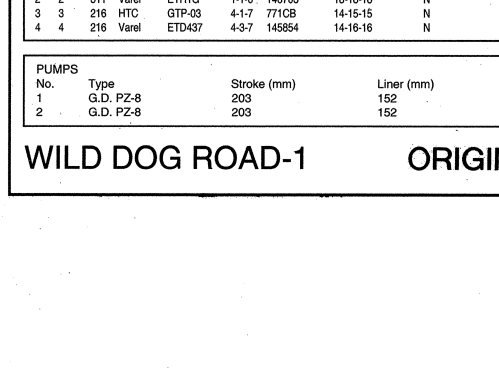 3 3 216 HTC GTP-03 4-1-7 771CB 14-15-15 N
4 4 216 Varel ETD437 4-3-7 145854 14-16-16 N
PUMPS
No. Type Stroke (mm) Liner (mm)
1 G.D. PZ-8 203 152
2 G.D. PZ-8 203 152
WILD DOG ROAD-1 ORIGI